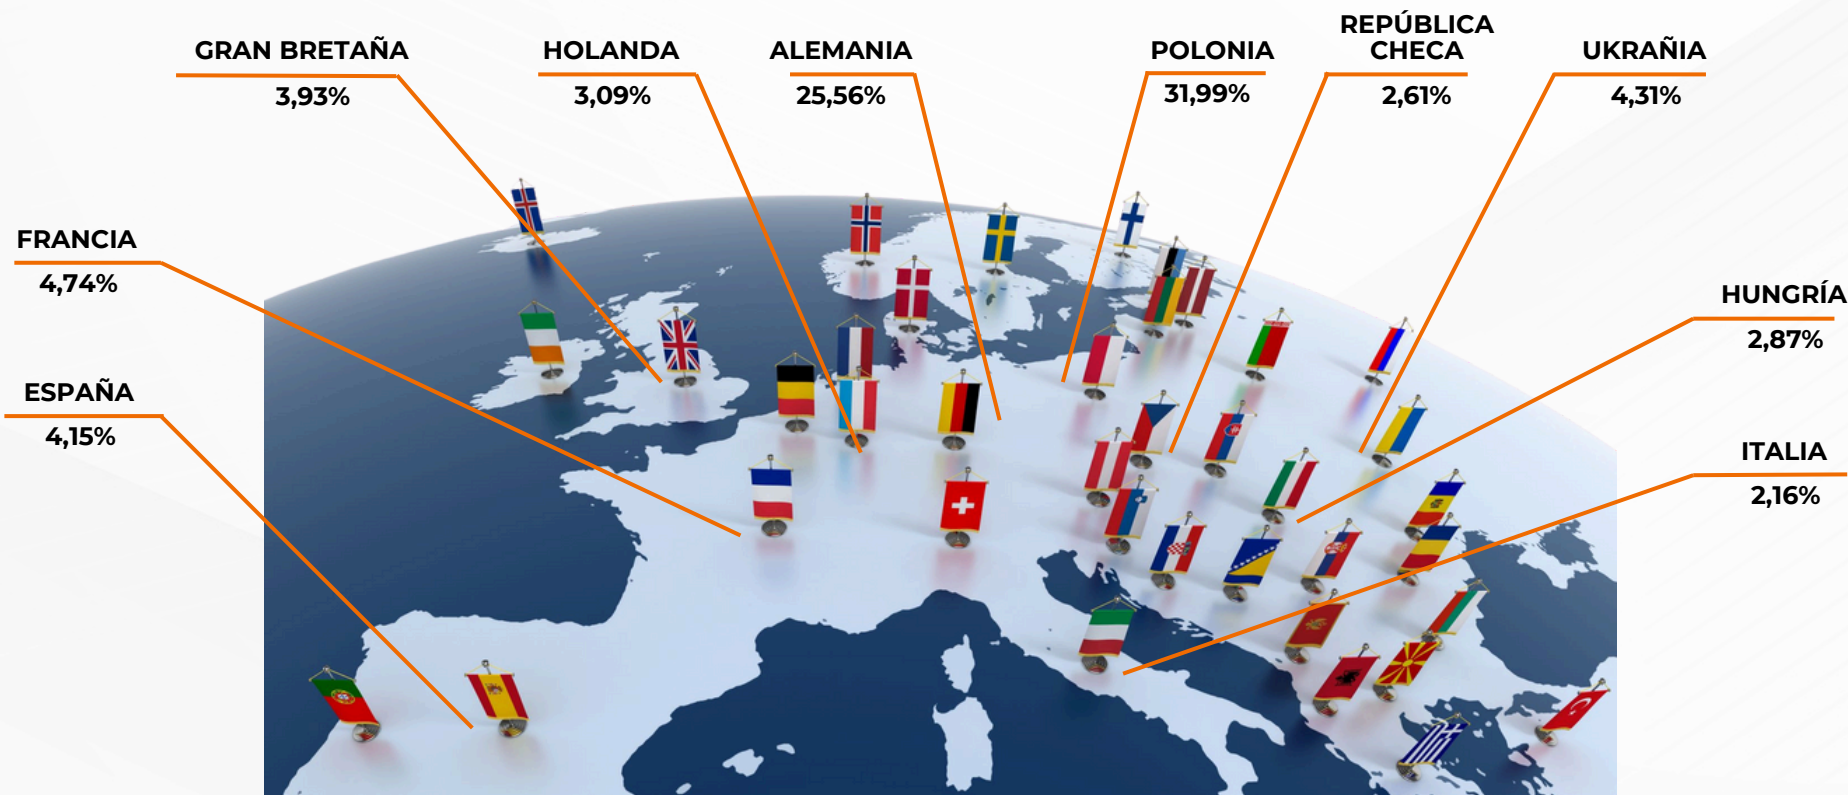 GRAN BRETAÑA
3,93%
HOLANDA
3,09%
ALEMANIA
25,56%
POLONIA
31,99%
REPÚBLICA
CHECA
2,61%
UKRAÑIA
4,31%
FRANCIA
4,74%
ESPAÑA
4,15%
HUNGRÍA
2,87%
ITALIA
2,16%